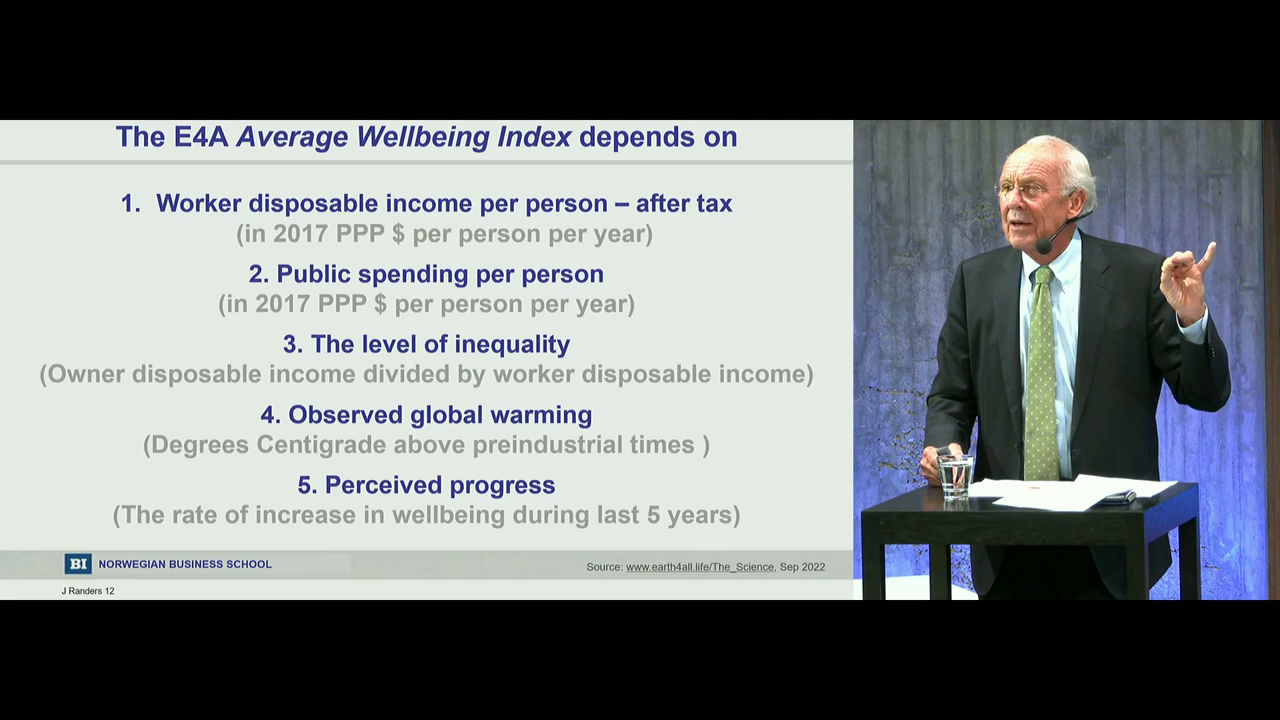 The E4A Average Wellbeing Index depends on
1. Worker disposable income per person – after tax
(in 2017 PPP $ per person per year)
2. Public spending per person
(in 2017 PPP $ per person per year)
3. The level of inequality
(Owner disposable income divided by worker disposable income)
4. Observed global warming
(Degrees Centigrade above preindustrial times )
5. Perceived progress
(The rate of increase in wellbeing during last 5 years)
BI NORWEGIAN BUSINESS SCHOOL
Source: www.earth4all.life/The_Science, Sep 2022
J Randers 12